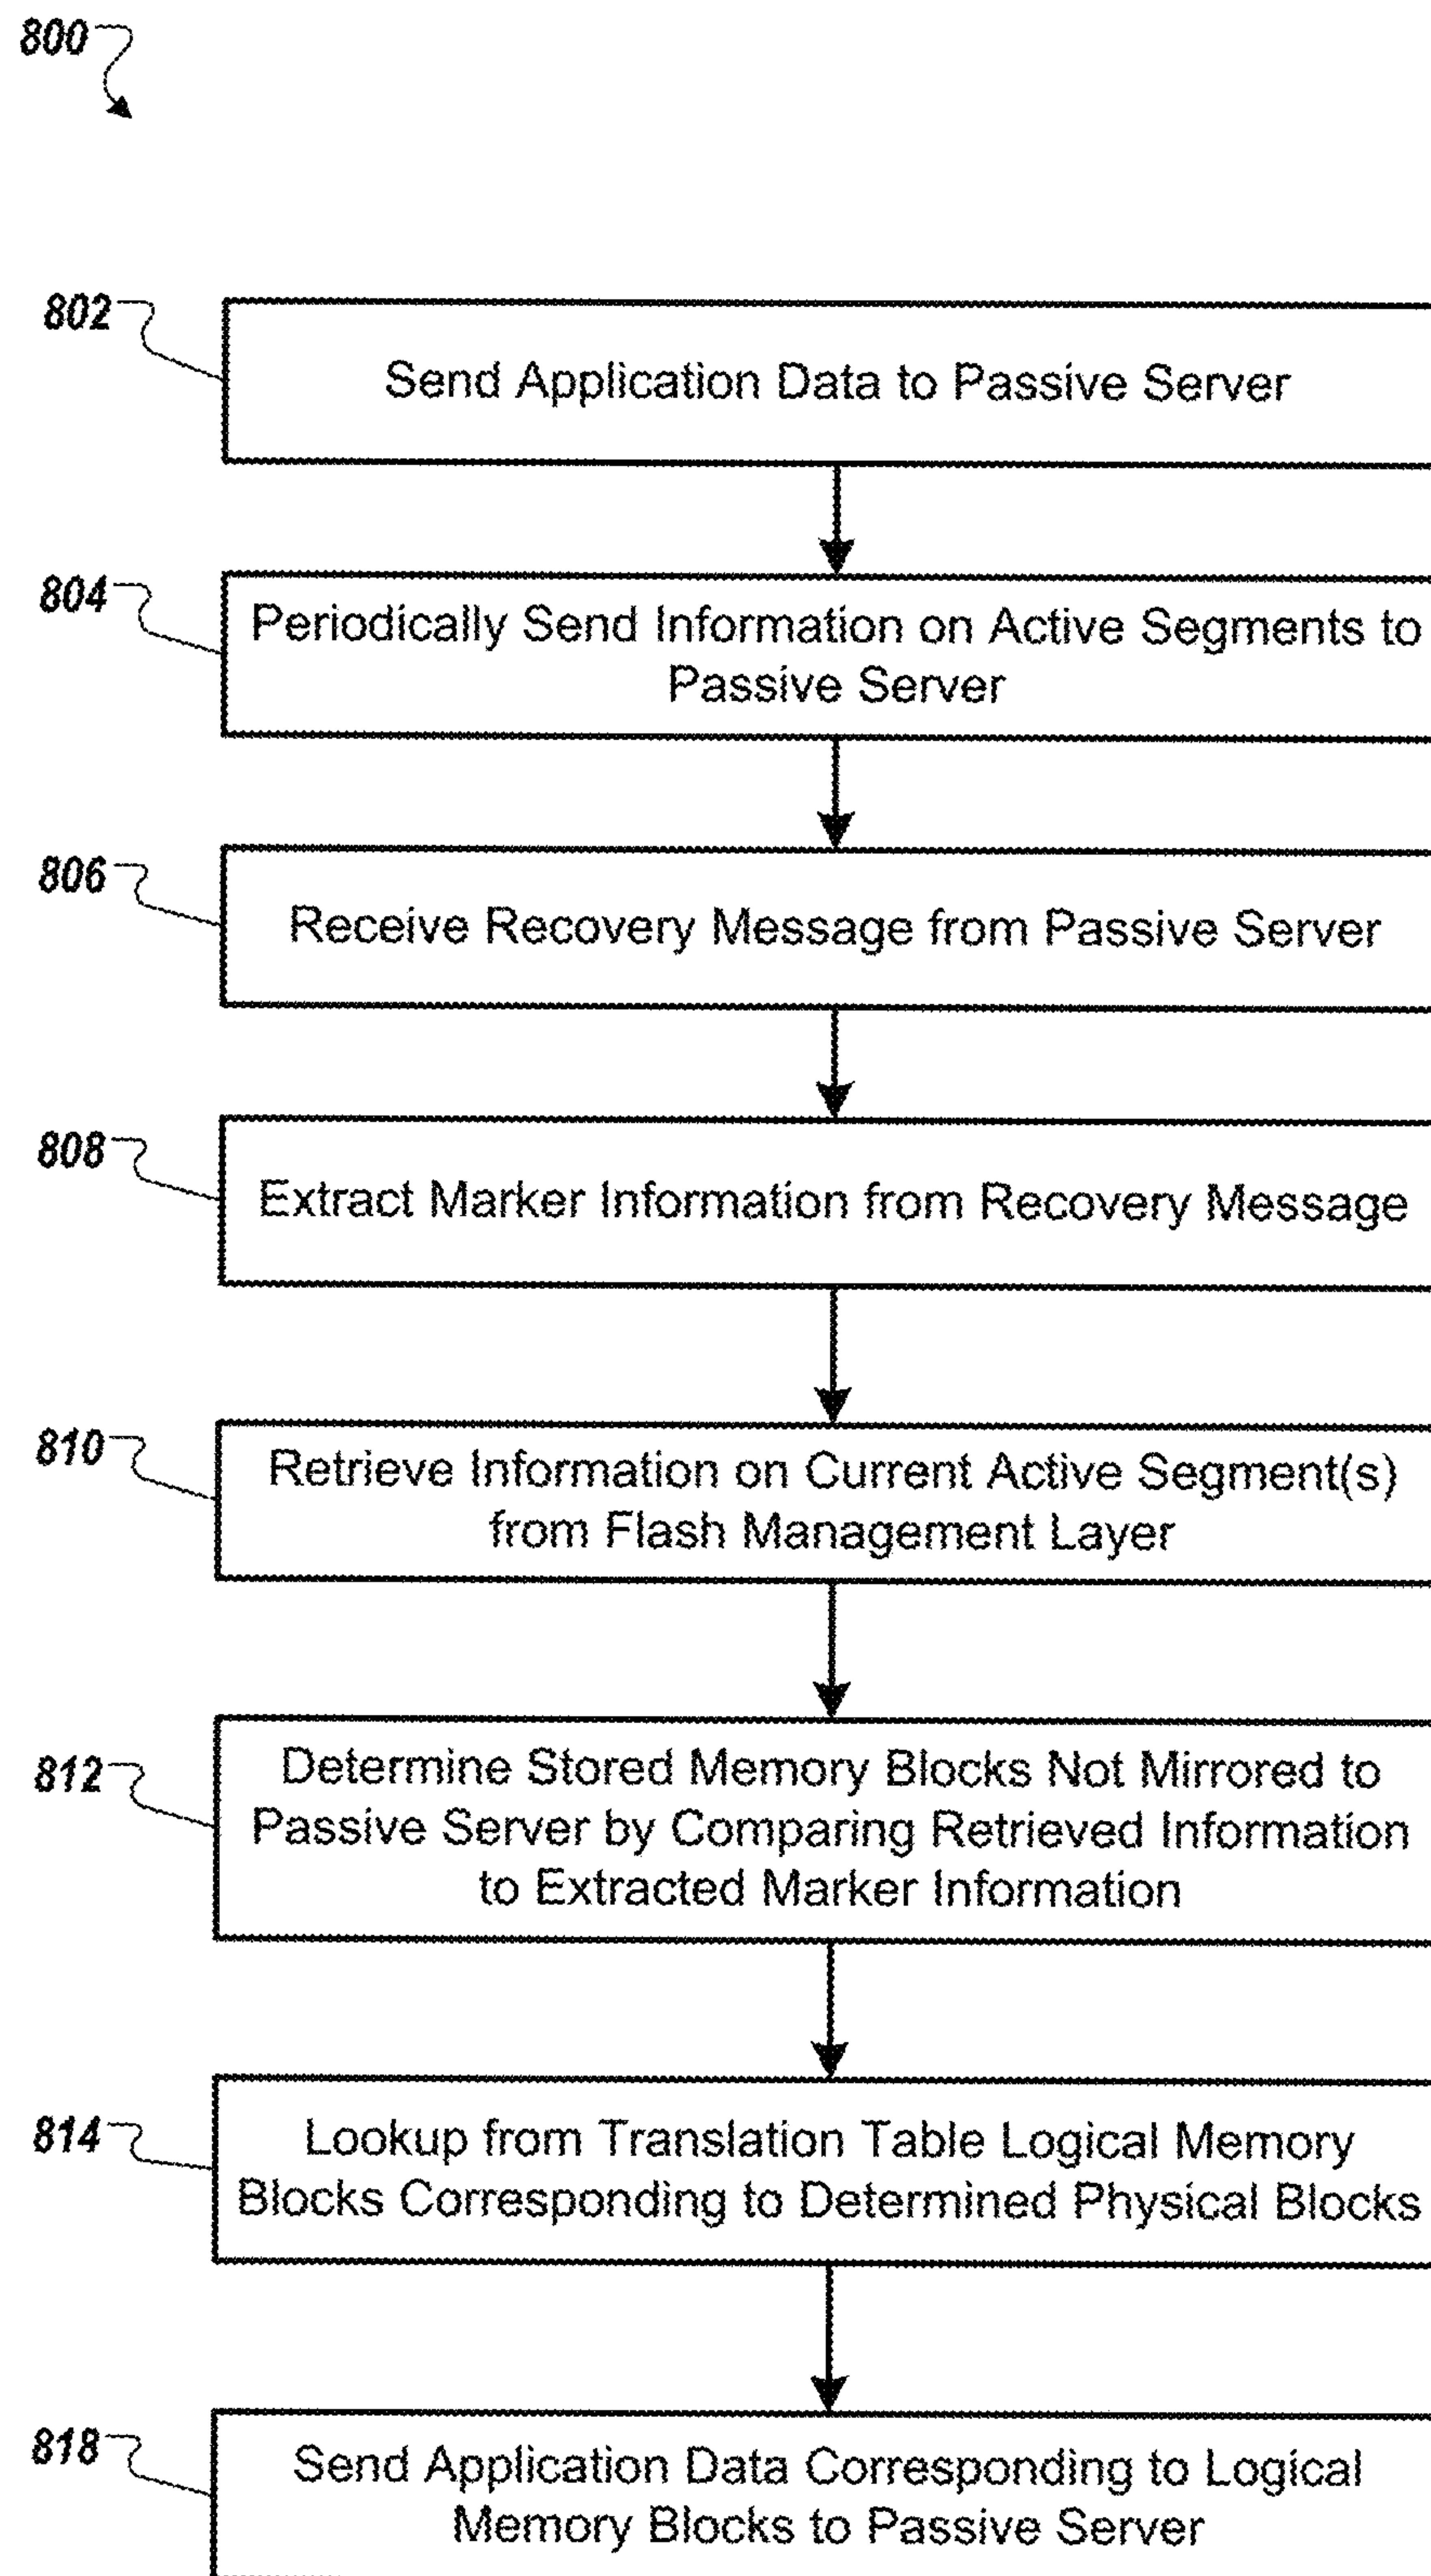 800
802
Send Application Data to Passive Server
804
Periodically Send Information on Active Segments to
Passive Server
806
Receive Recovery Message from Passive Server
808
Extract Marker Information from Recovery Message
810
Retrieve Information on Current Active Segment(s)
from Flash Management Layer
812
Determine Stored Memory Blocks Not Mirrored to
Passive Server by Comparing Retrieved Information
to Extracted Marker Information
814
Lookup from Translation Table Logical Memory
Blocks Corresponding to Determined Physical Blocks
818
Send Application Data Corresponding to Logical
Memory Blocks to Passive Server